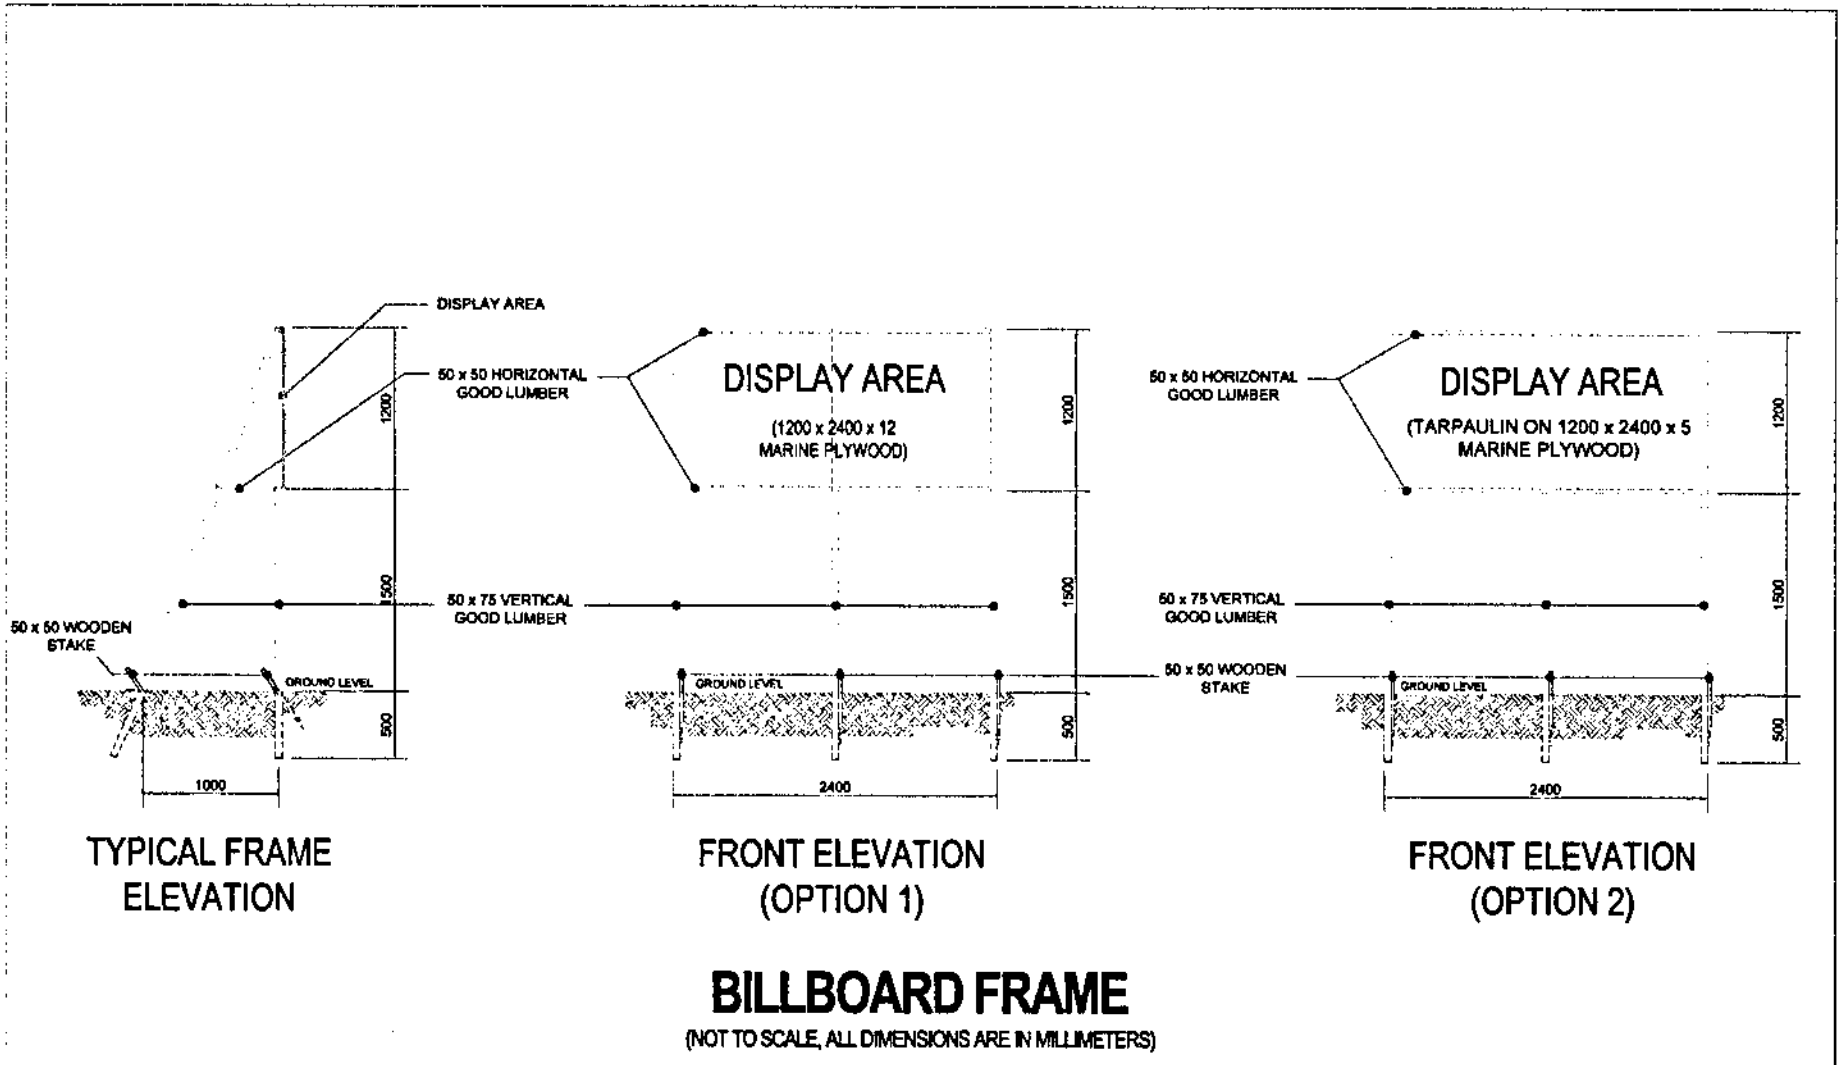 DISPLAY AREA
50 x 50 HORIZONTAL
GOOD LUMBER
1200
1500
50 x 50 WOODEN
STAKE
GROUND LEVEL
500
1000
TYPICAL FRAME
ELEVATION
50 x 75 VERTICAL
GOOD LUMBER
DISPLAY AREA
(1200 x 2400 x 12
MARINE PLYWOOD)
1200
1500
GROUND LEVEL
500
2400
FRONT ELEVATION
(OPTION 1)
50 x 50 HORIZONTAL
GOOD LUMBER
DISPLAY AREA
(TARPAULIN ON 1200 x 2400 x 5
MARINE PLYWOOD)
1200
50 x 75 VERTICAL
GOOD LUMBER
1500
50 x 50 WOODEN
STAKE
GROUND LEVEL
500
2400
FRONT ELEVATION
(OPTION 2)
BILLBOARD FRAME
(NOT TO SCALE, ALL DIMENSIONS ARE IN MILLIMETERS)